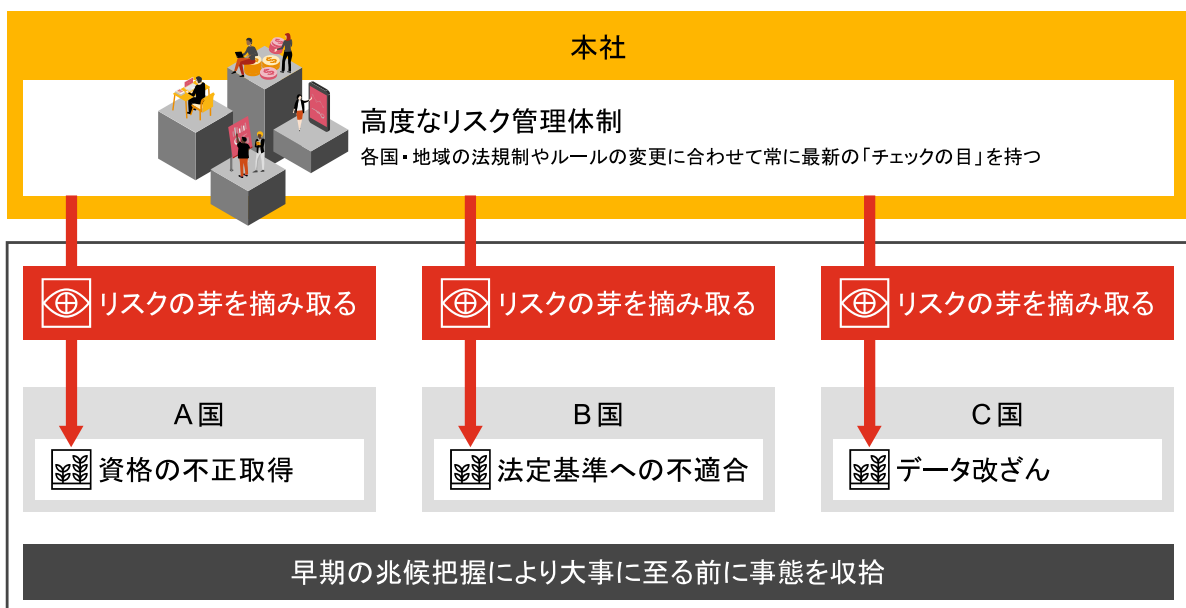 本社
高度なリスク管理体制
各国・地域の法規制やルールの変更に合わせて常に最新の「チェックの目」を持つ
リスクの芽を摘み取る
リスクの芽を摘み取る
リスクの芽を摘み取る
A国
資格の不正取得
B国
法定基準への不適合
C国
データ改ざん
早期の兆候把握により大事に至る前に事態を収拾